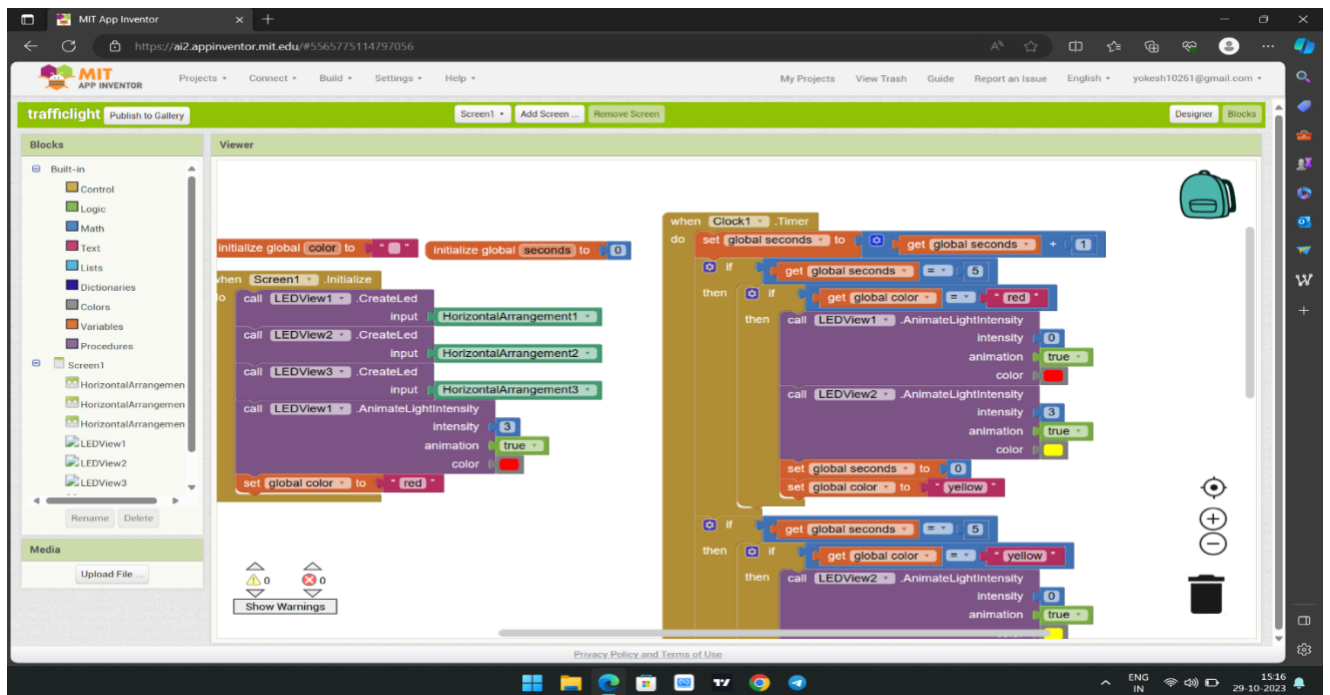 MIT App Inventor
https://ai2.appinventor.mit.edu/#5565775114797056
MIT
APP INVENTOR
Projects Connect Build Settings Help My Projects View Trash Guide Report an Issue English yokesh10261@gmail.com
trafficlight Publish to Gallery Screen1 Add Screen ... Remove Screen Designer Blocks
Blocks
Built-in
Control
Logic
Math
Text
Lists
Dictionaries
Colors
Variables
Procedures
Screen1
HorizontalArrangemen
HorizontalArrangemen
HorizontalArrangemen
LEDView1
LEDView2
LEDView3
Rename Delete
Media
Upload File ...
Viewer
initialize global color to " "
initialize global seconds to 0
when Screen1 .Initialize
do call LEDView1 .CreateLed
input HorizontalArrangement1
call LEDView2 .CreateLed
input HorizontalArrangement2
call LEDView3 .CreateLed
input HorizontalArrangement3
call LEDView1 .AnimateLightIntensity
intensity 3
animation true
color
set global color to " red "
when Clock1 .Timer
do set global seconds to get global seconds + 1
if get global seconds = 5
then if get global color = " red "
then call LEDView1 .AnimateLightIntensity
intensity 0
animation true
color
call LEDView2 .AnimateLightIntensity
intensity 3
animation true
color
set global seconds to 0
set global color to " yellow "
if get global seconds = 5
then if get global color = " yellow "
then call LEDView2 .AnimateLightIntensity
intensity 0
animation true
0 0
Show Warnings
Privacy Policy and Terms of Use
ENG
IN
15:16
29-10-2023